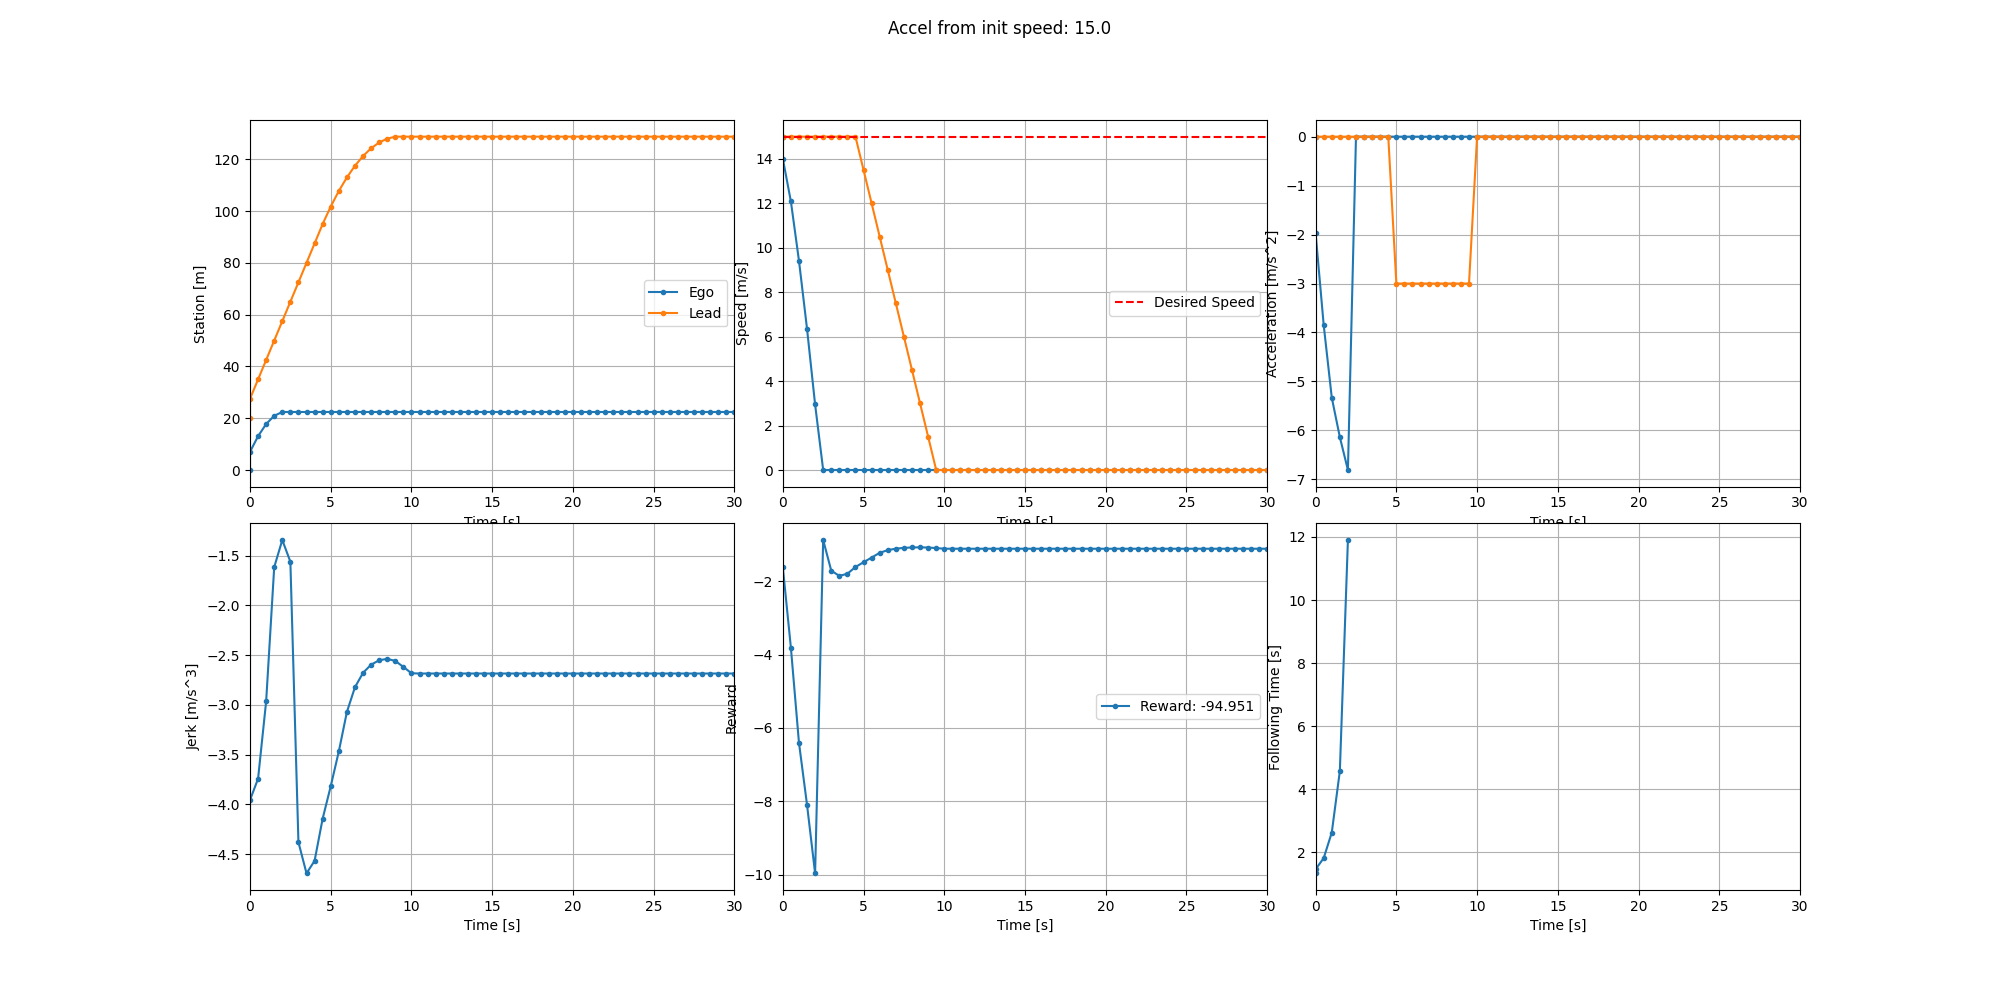 Accel from init speed: 15.0
Station [m]
120
100
80
60
40
20
0
Ego
Lead
0 5 10 15 20 25 30
Time [s]
Speed [m/s]
14
12
10
8
6
4
2
0
Desired Speed
0 5 10 15 20 25 30
Time [s]
Acceleration [m/s^2]
0
−1
−2
−3
−4
−5
−6
−7
0 5 10 15 20 25 30
Time [s]
Jerk [m/s^3]
−1.5
−2.0
−2.5
−3.0
−3.5
−4.0
−4.5
0 5 10 15 20 25 30
Time [s]
Reward
−2
−4
−6
−8
−10
Reward: -94.951
0 5 10 15 20 25 30
Time [s]
Following Time [s]
12
10
8
6
4
2
0 5 10 15 20 25 30
Time [s]